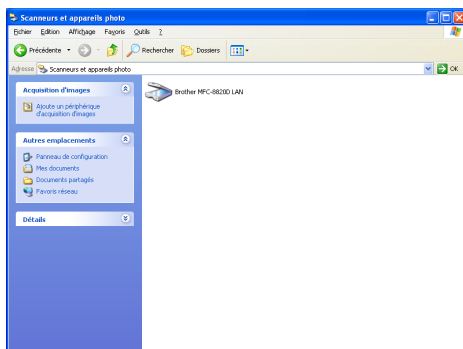 Scanneurs et appareils photo
Fichier Edition Affichage Favoris Outils ?
Précédente Rechercher Dossiers
Adresse Scanneurs et appareils photo OK
Acquisition d'images
Ajoute un périphérique
d'acquisition d'images
Autres emplacements
Panneau de configuration
Mes documents
Documents partagés
Favoris réseau
Détails
Brother MFC-8820D LAN